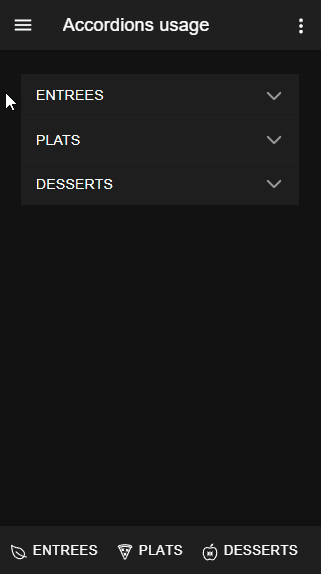 Accordions usage
ENTREES
PLATS
DESSERTS
ENTREES PLATS DESSERTS